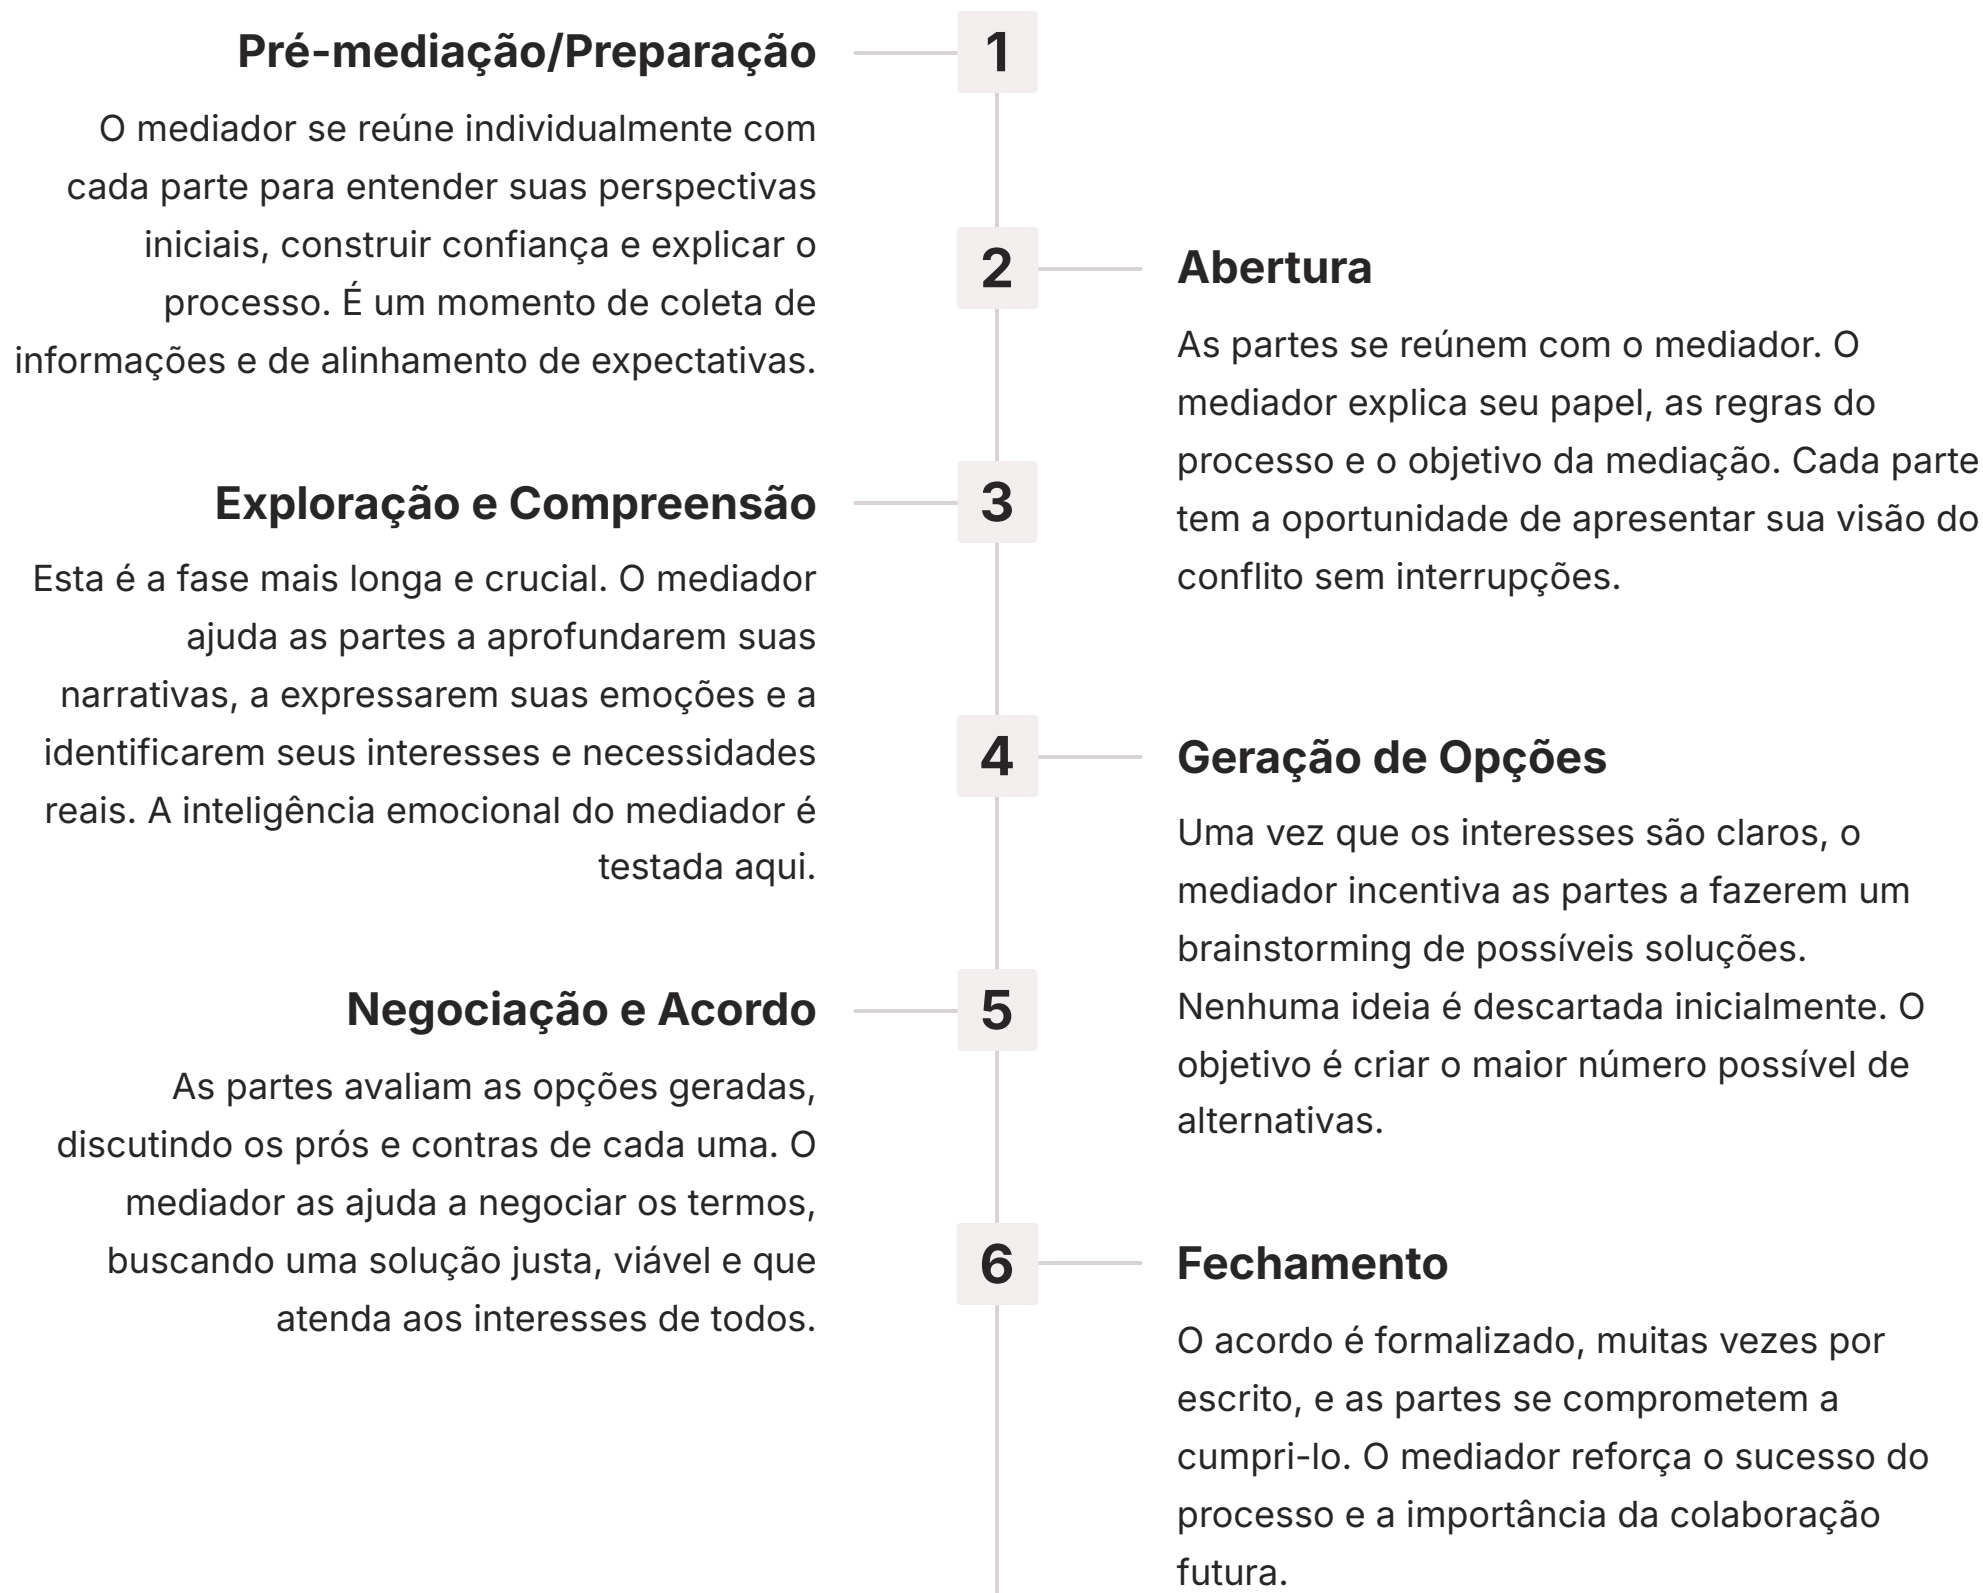 1
Pré-mediação/Preparação
O mediador se reúne individualmente com
cada parte para entender suas perspectivas
iniciais, construir confiança e explicar o
processo. É um momento de coleta de
informações e de alinhamento de expectativas.
2
Abertura
As partes se reúnem com o mediador. O
mediador explica seu papel, as regras do
processo e o objetivo da mediação. Cada parte
tem a oportunidade de apresentar sua visão do
conflito sem interrupções.
3
Exploração e Compreensão
Esta é a fase mais longa e crucial. O mediador
ajuda as partes a aprofundarem suas
narrativas, a expressarem suas emoções e a
identificarem seus interesses e necessidades
reais. A inteligência emocional do mediador é
testada aqui.
4
Geração de Opções
Uma vez que os interesses são claros, o
mediador incentiva as partes a fazerem um
brainstorming de possíveis soluções.
Nenhuma ideia é descartada inicialmente. O
objetivo é criar o maior número possível de
alternativas.
5
Negociação e Acordo
As partes avaliam as opções geradas,
discutindo os prós e contras de cada uma. O
mediador as ajuda a negociar os termos,
buscando uma solução justa, viável e que
atenda aos interesses de todos.
6
Fechamento
O acordo é formalizado, muitas vezes por
escrito, e as partes se comprometem a
cumpri-lo. O mediador reforça o sucesso do
processo e a importância da colaboração
futura.